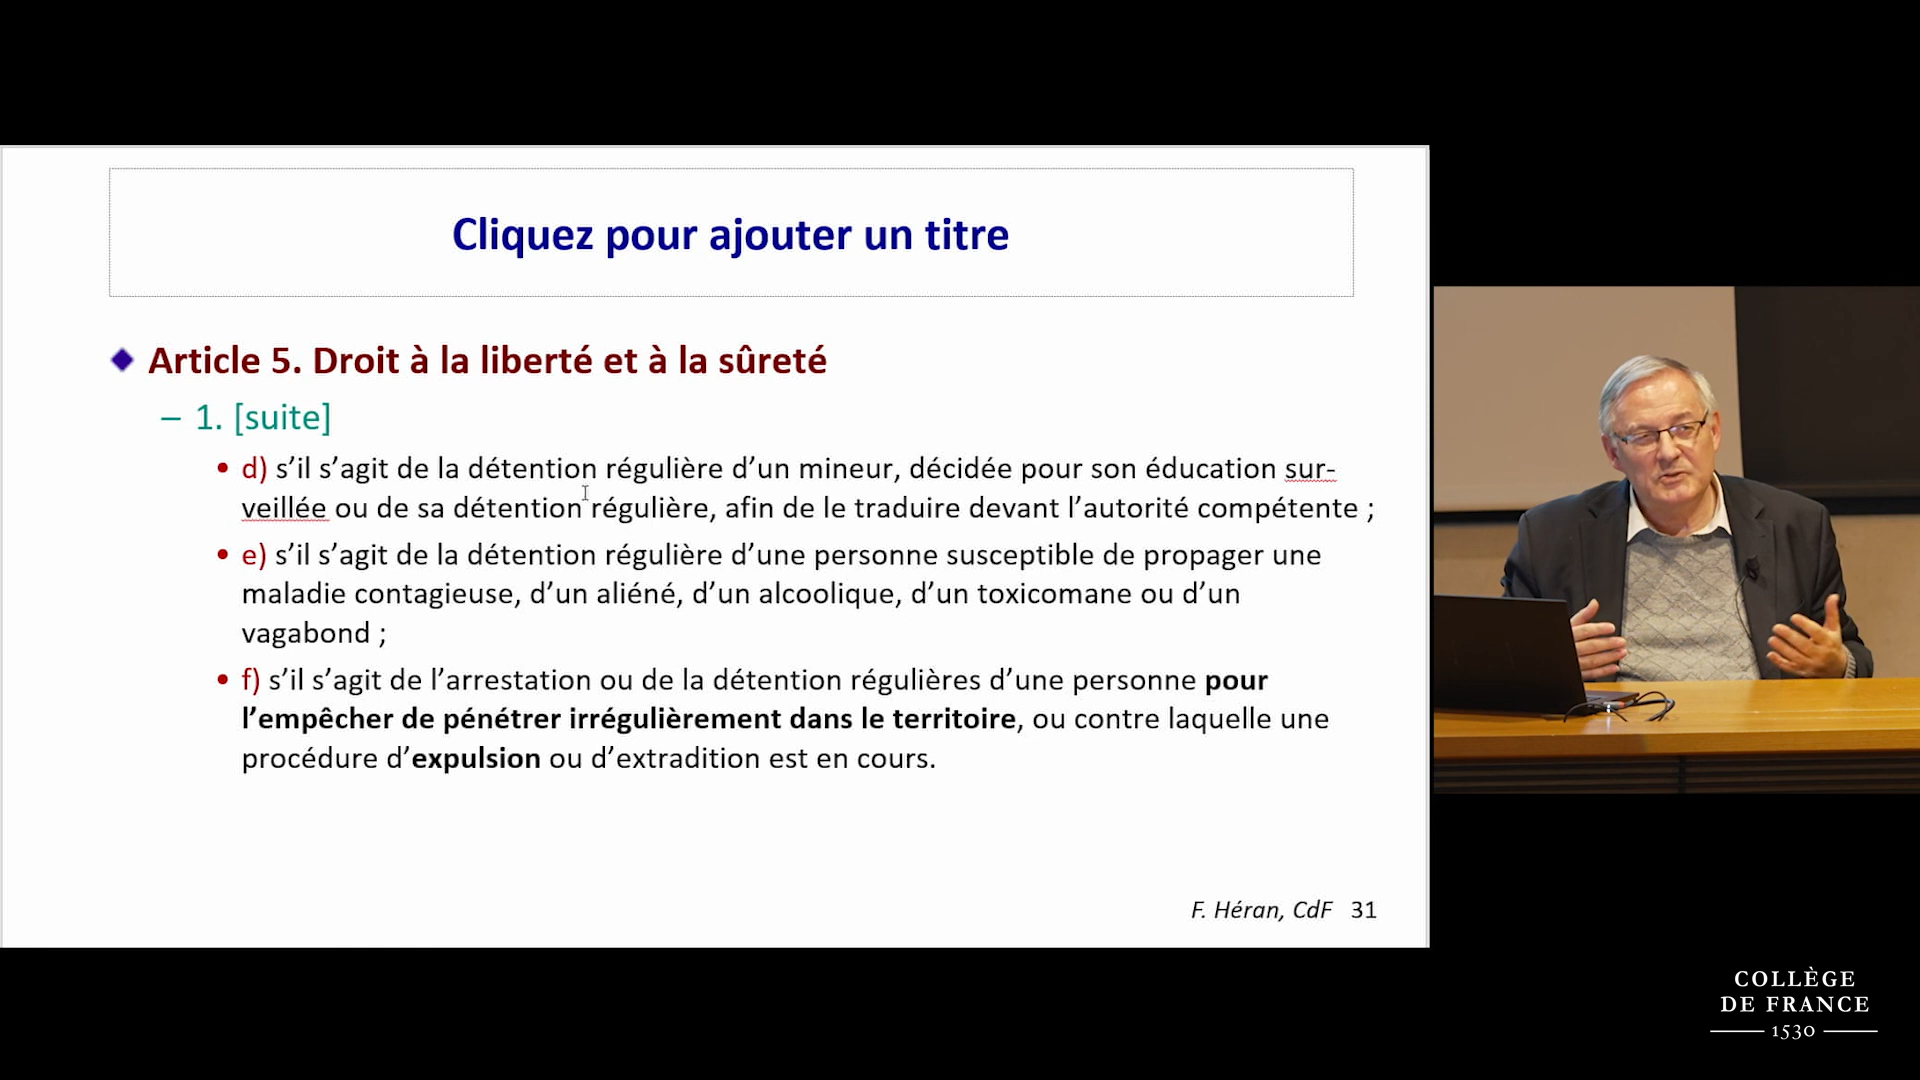 Cliquez pour ajouter un titre
Article 5. Droit à la liberté et à la sûreté
– 1. [suite]
• d) s’il s’agit de la détention régulière d’un mineur, décidée pour son éducation sur-
veillée ou de sa détention régulière, afin de le traduire devant l’autorité compétente ;
• e) s’il s’agit de la détention régulière d’une personne susceptible de propager une
maladie contagieuse, d’un aliéné, d’un alcoolique, d’un toxicomane ou d’un
vagabond ;
• f) s’il s’agit de l’arrestation ou de la détention régulières d’une personne pour
l’empêcher de pénétrer irrégulièrement dans le territoire, ou contre laquelle une
procédure d’expulsion ou d’extradition est en cours.
F. Héran, CdF 31
COLLÈGE
DE FRANCE
1530